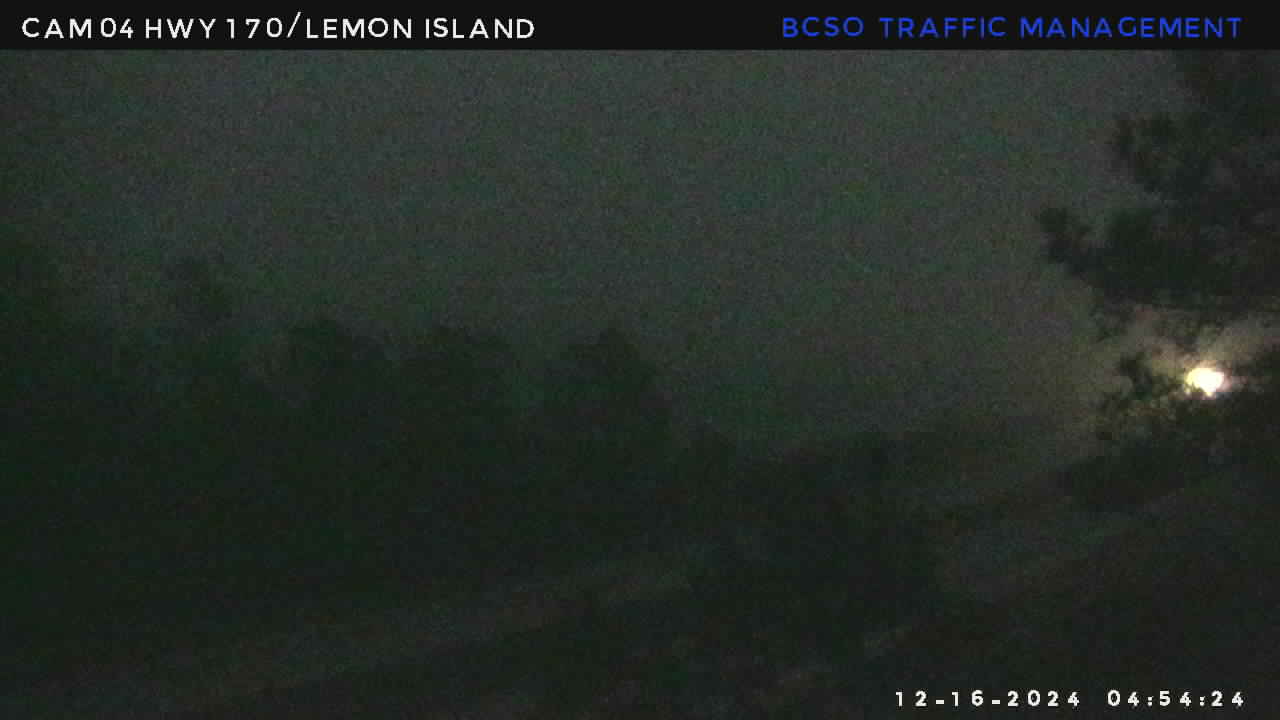 CAM04 HWY 170/LEMON ISLAND
BCSO TRAFFIC MANAGEMENT
12-16-2024 04:54:24